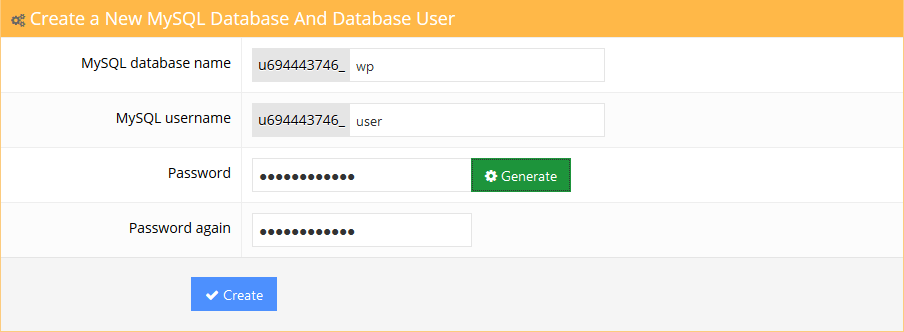 Create a New MySQL Database And Database User
MySQL database name u694443746_ wp
MySQL username u694443746_ user
Password ●●●●●●●●●●●● Generate
Password again ●●●●●●●●●●●●
Create